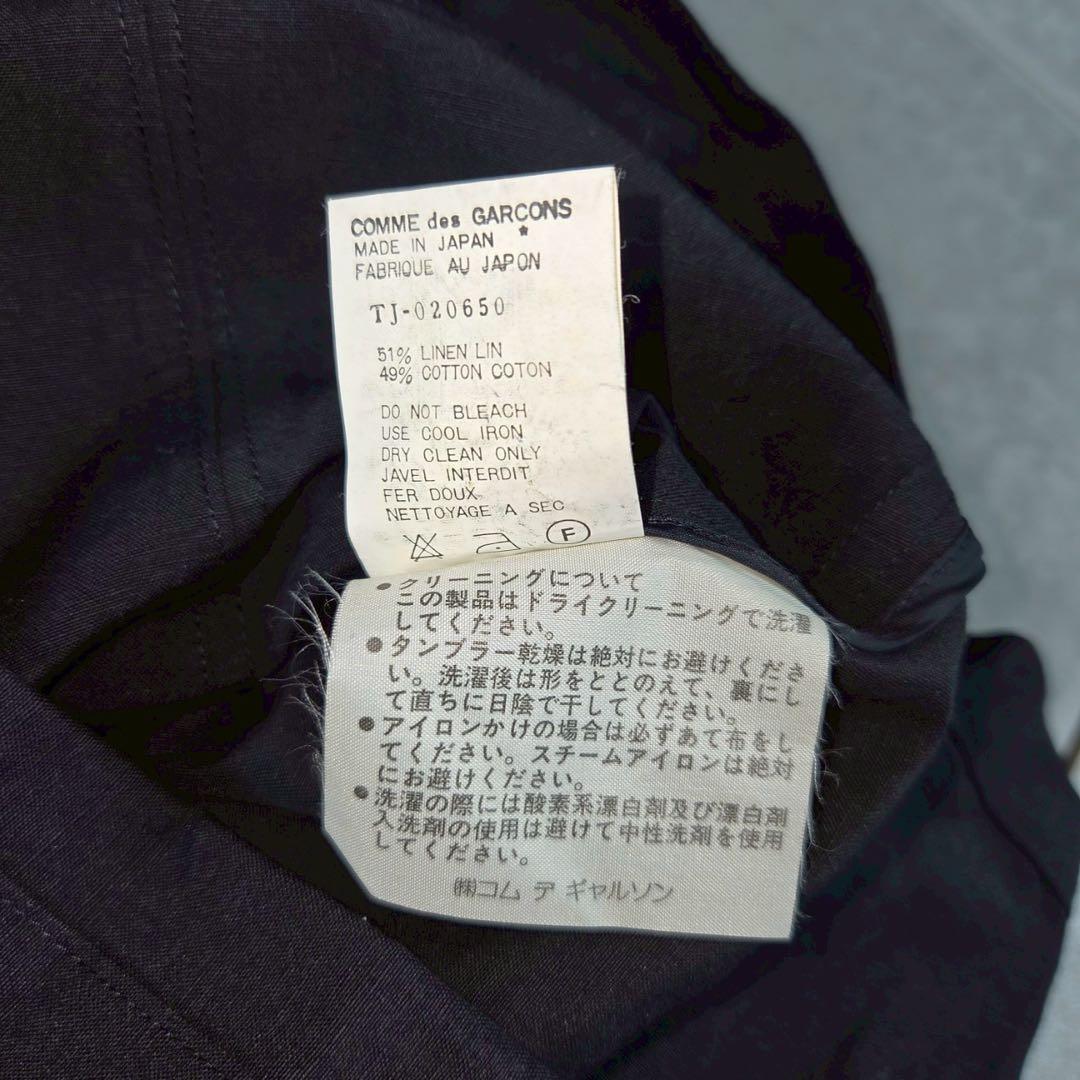 COMME des GARCONS
MADE IN JAPAN
FABRIQUE AU JAPON
TJ-020650
51% LINEN LIN
49% COTTON COTON
DO NOT BLEACH
USE COOL IRON
DRY CLEAN ONLY
JAVEL INTERDIT
FER DOUX
NETTOYAGE A SEC
F
●クリーニングについて
この製品はドライクリーニングで洗濯
してください。
●タンブラー乾燥は絶対にお避けくださ
い。洗濯後は形をととのえて、裏にし
て直ちに日陰で干してください。
●アイロンかけの場合は必ずあて布をし
てください。スチームアイロンは絶対
にお避けください。
●洗濯の際には酸素系漂白剤及び漂白剤
入洗剤の使用は避けて中性洗剤を使用
してください。
㈱コム デ ギャルソン